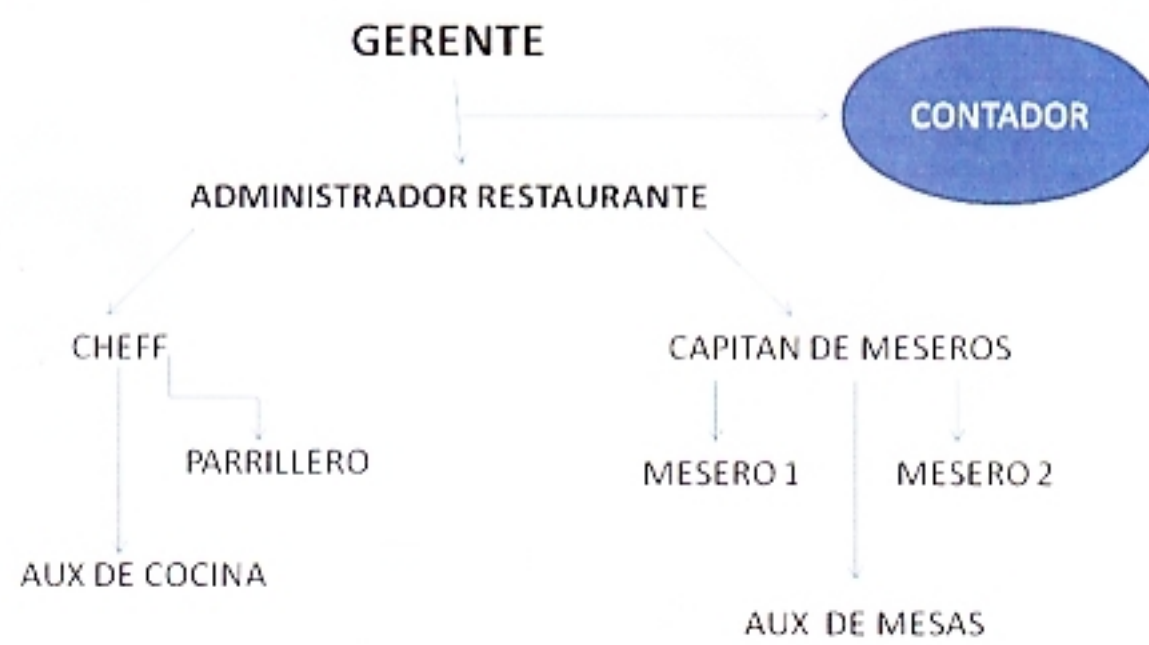 GERENTE
CONTADOR
ADMINISTRADOR RESTAURANTE
CHEFF
CAPITAN DE MESEROS
PARRILLERO
MESERO 1
MESERO 2
AUX DE COCINA
AUX DE MESAS